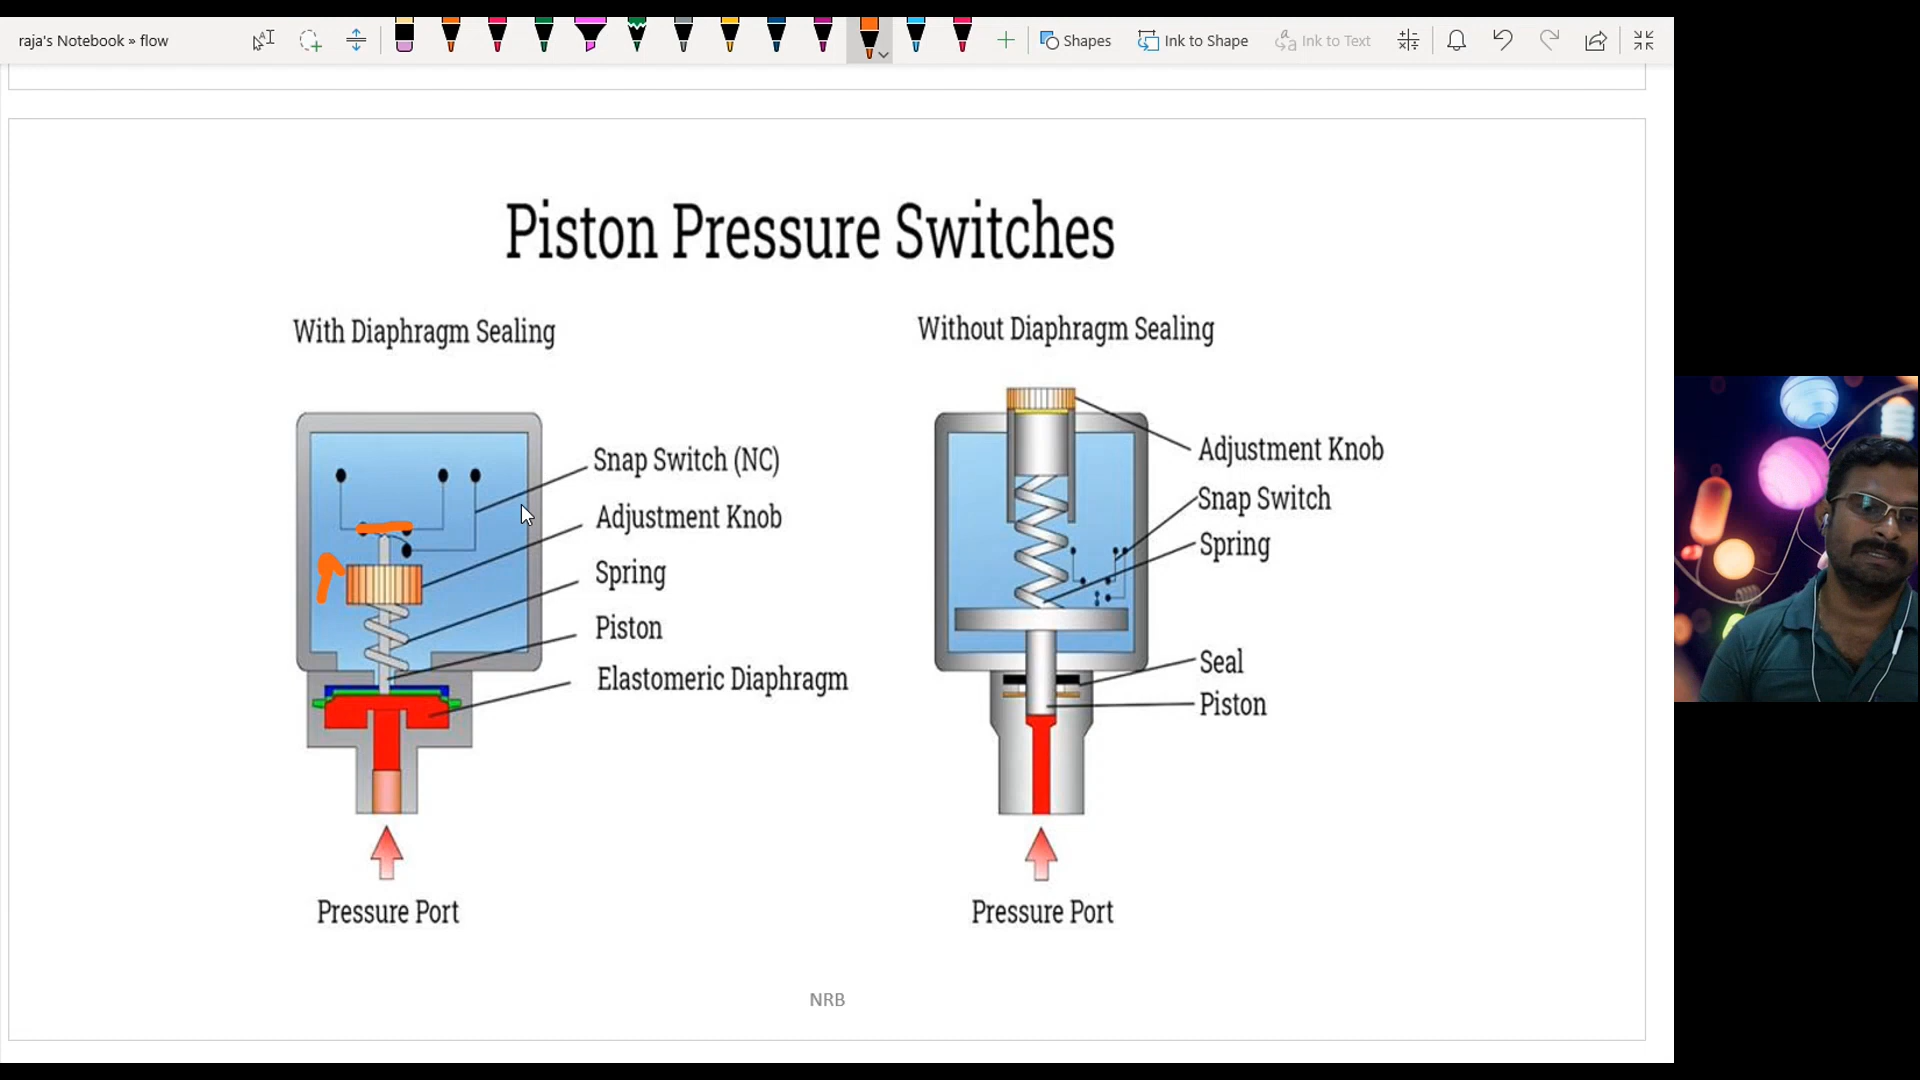 raja's Notebook » flow
Shapes
Ink to Shape
Ink to Text
Piston Pressure Switches
With Diaphragm Sealing
Snap Switch (NC)
Adjustment Knob
Spring
Piston
Elastomeric Diaphragm
Pressure Port
Without Diaphragm Sealing
Adjustment Knob
Snap Switch
Spring
Seal
Piston
Pressure Port
NRB